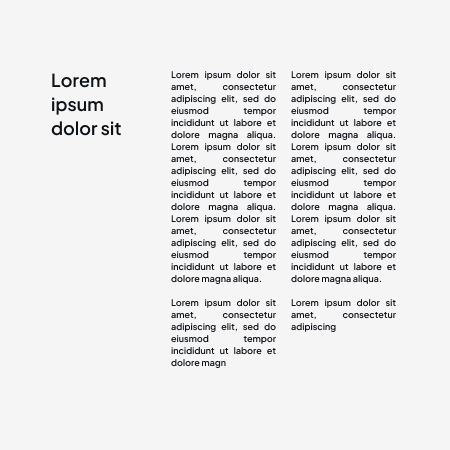 Lorem
ipsum
dolor sit
Lorem ipsum dolor sit
amet, consectetur
adipiscing elit, sed do
eiusmod tempor
incididunt ut labore et
dolore magna aliqua.
Lorem ipsum dolor sit
amet, consectetur
adipiscing elit, sed do
eiusmod tempor
incididunt ut labore et
dolore magna aliqua.
Lorem ipsum dolor sit
amet, consectetur
adipiscing elit, sed do
eiusmod tempor
incididunt ut labore et
dolore magna aliqua.
Lorem ipsum dolor sit
amet, consectetur
adipiscing elit, sed do
eiusmod tempor
incididunt ut labore et
dolore magn
Lorem ipsum dolor sit
amet, consectetur
adipiscing elit, sed do
eiusmod tempor
incididunt ut labore et
dolore magna aliqua.
Lorem ipsum dolor sit
amet, consectetur
adipiscing elit, sed do
eiusmod tempor
incididunt ut labore et
dolore magna aliqua.
Lorem ipsum dolor sit
amet, consectetur
adipiscing elit, sed do
eiusmod tempor
incididunt ut labore et
dolore magna aliqua.
Lorem ipsum dolor sit
amet, consectetur
adipiscing